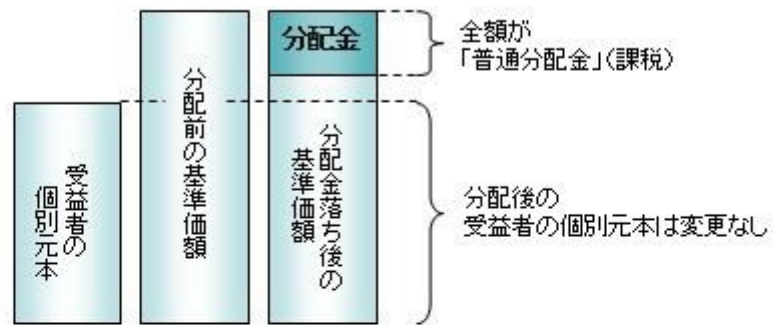 分配金
全額が
「普通分配金」(課税)
受益者の
個別元本
分配前の基準価額
分配金落ち後の
基準価額
分配後の
受益者の個別元本は変更なし